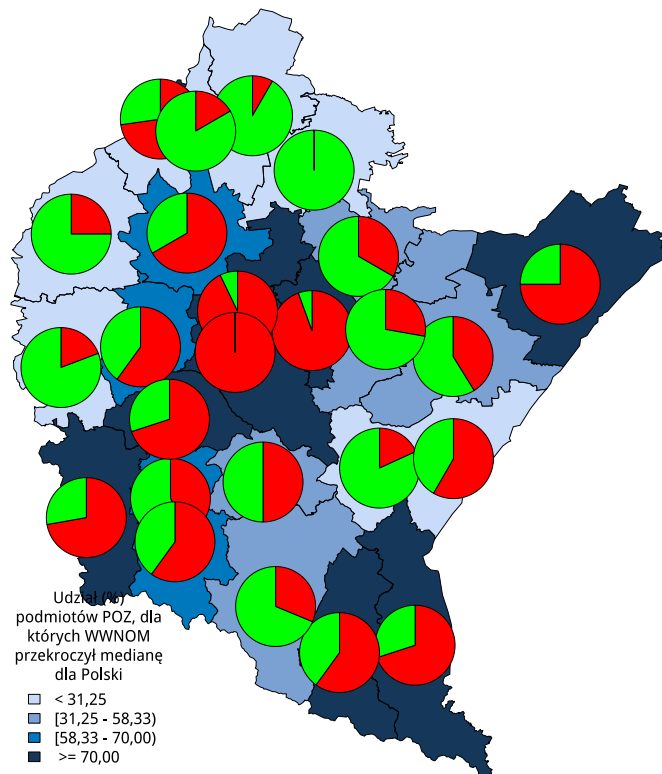 Udział (%)
podmiotów POZ, dla
których WWNOM
przekroczył medianę
dla Polski
< 31,25
[31,25 - 58,33)
[58,33 - 70,00)
>= 70,00